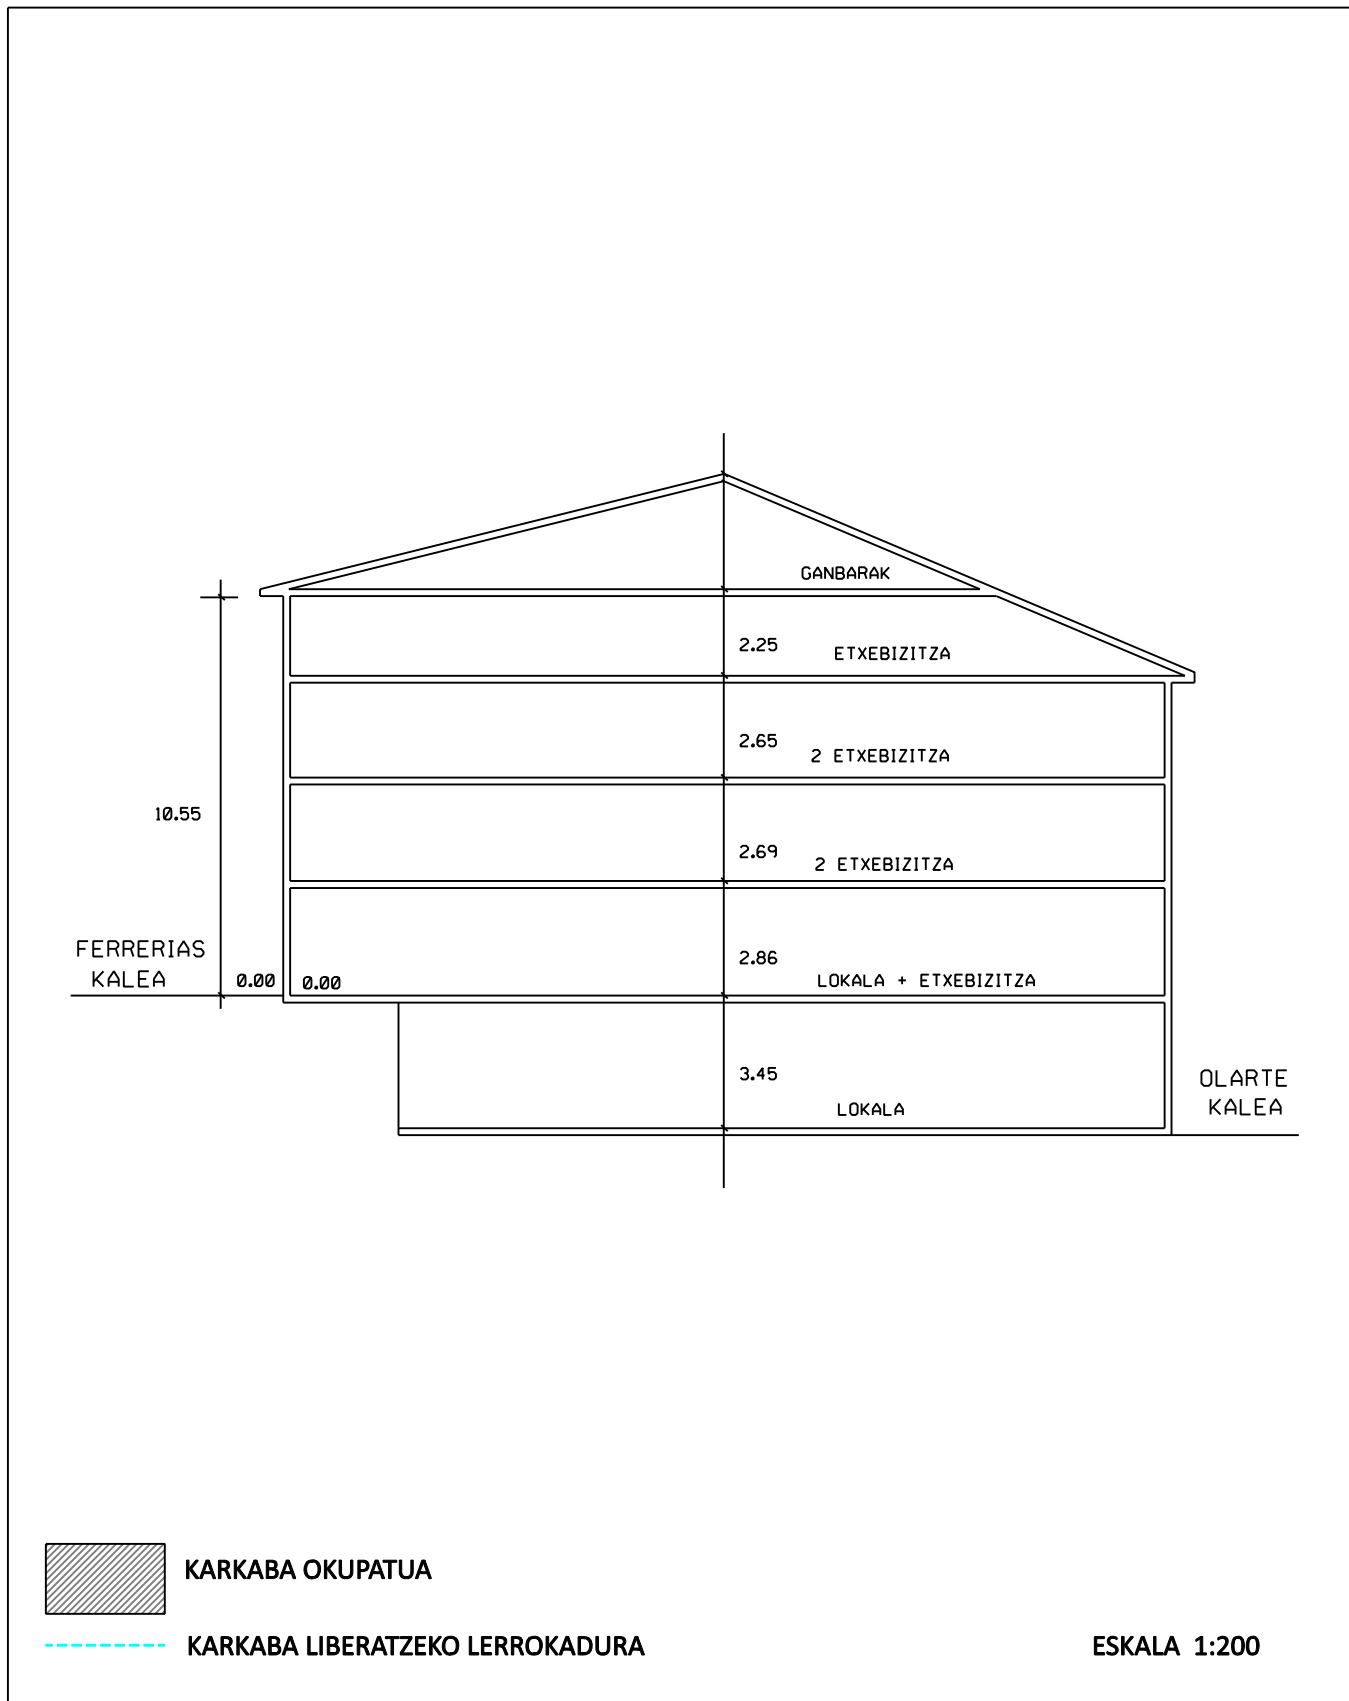 GANBARAK
2.25
ETXEBIZITZA
2.65
2 ETXEBIZITZA
10.55
2.69
2 ETXEBIZITZA
FERRERIAS
KALEA
0.00
0.00
2.86
LOKALA + ETXEBIZITZA
3.45
LOKALA
OLARTE
KALEA
KARKABA OKUPATUA
KARKABA LIBERATZEKO LERROKADURA
ESKALA 1:200